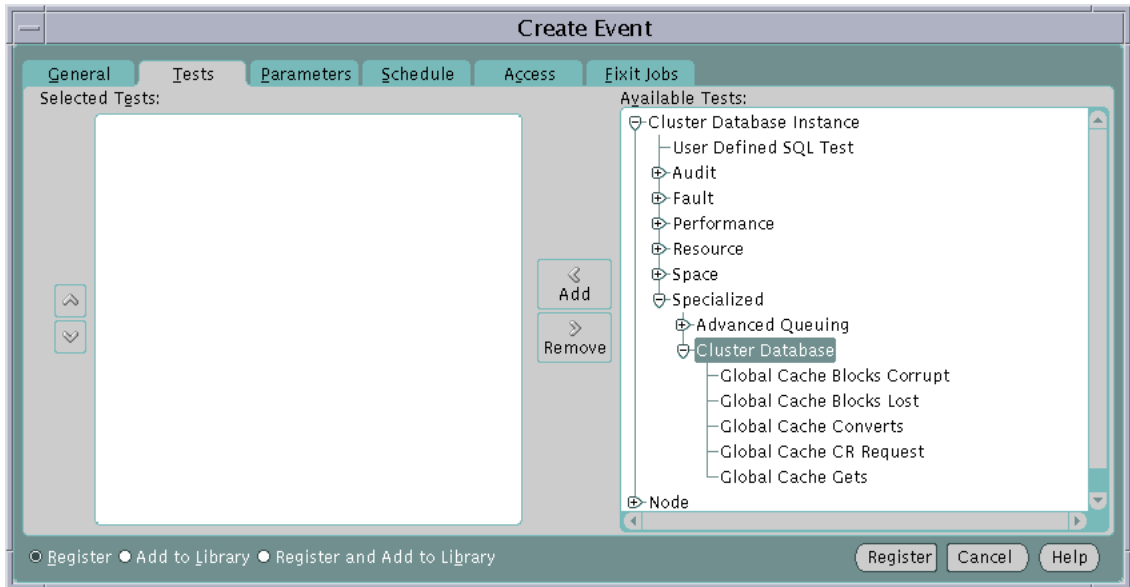 Create Event
General Tests Parameters Schedule Access Fixit Jobs
Selected Tests:
Available Tests:
Cluster Database Instance
User Defined SQL Test
Audit
Fault
Performance
Resource
Space
Specialized
Advanced Queuing
Cluster Database
Global Cache Blocks Corrupt
Global Cache Blocks Lost
Global Cache Converts
Global Cache CR Request
Global Cache Gets
Node
Add
Remove
Register Add to Library Register and Add to Library
Register Cancel Help